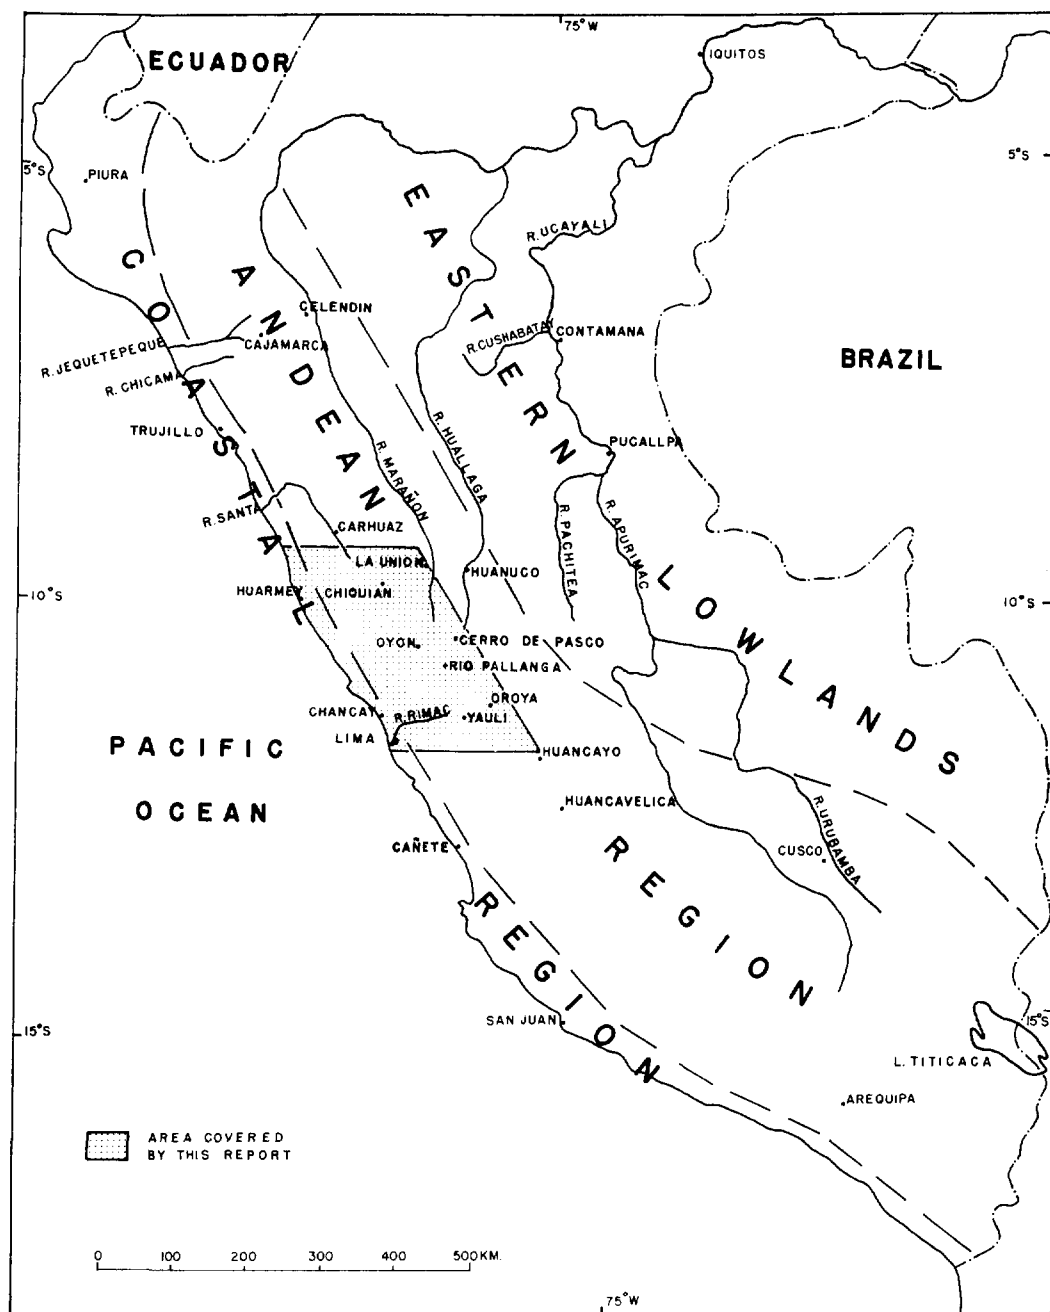 75°W
ECUADOR
IQUITOS
5°S
5°S
PIURA
EASTERN
R. UCAYALI
COASTAL
ANDEAN
CELENDIN
R. CUSHABATAY
CONTAMANA
R. JEQUETEPEQUE
CAJAMARCA
BRAZIL
R. CHICAMA
TRUJILLO
R. HUALLAGA
PUCALLPA
R. MARAÑON
R. SANTA
CARHUAZ
R. PACHITEA
R. APURIMAC
LA UNION
HUANUCO
LOWLANDS
HUARMEY
CHIQUIAN
10°S
10°S
OYON
CERRO DE PASCO
RIO PALLANGA
OROYA
CHANCAY
R. RIMAC
YAULI
LIMA
PACIFIC
OCEAN
HUANCAYO
HUANCAVELICA
R. URUBAMBA
CAÑETE
CUSCO
REGION
REGION
SAN JUAN
15°S
15°S
L. TITICACA
AREQUIPA
AREA COVERED
BY THIS REPORT
0 100 200 300 400 500 KM.
75°W